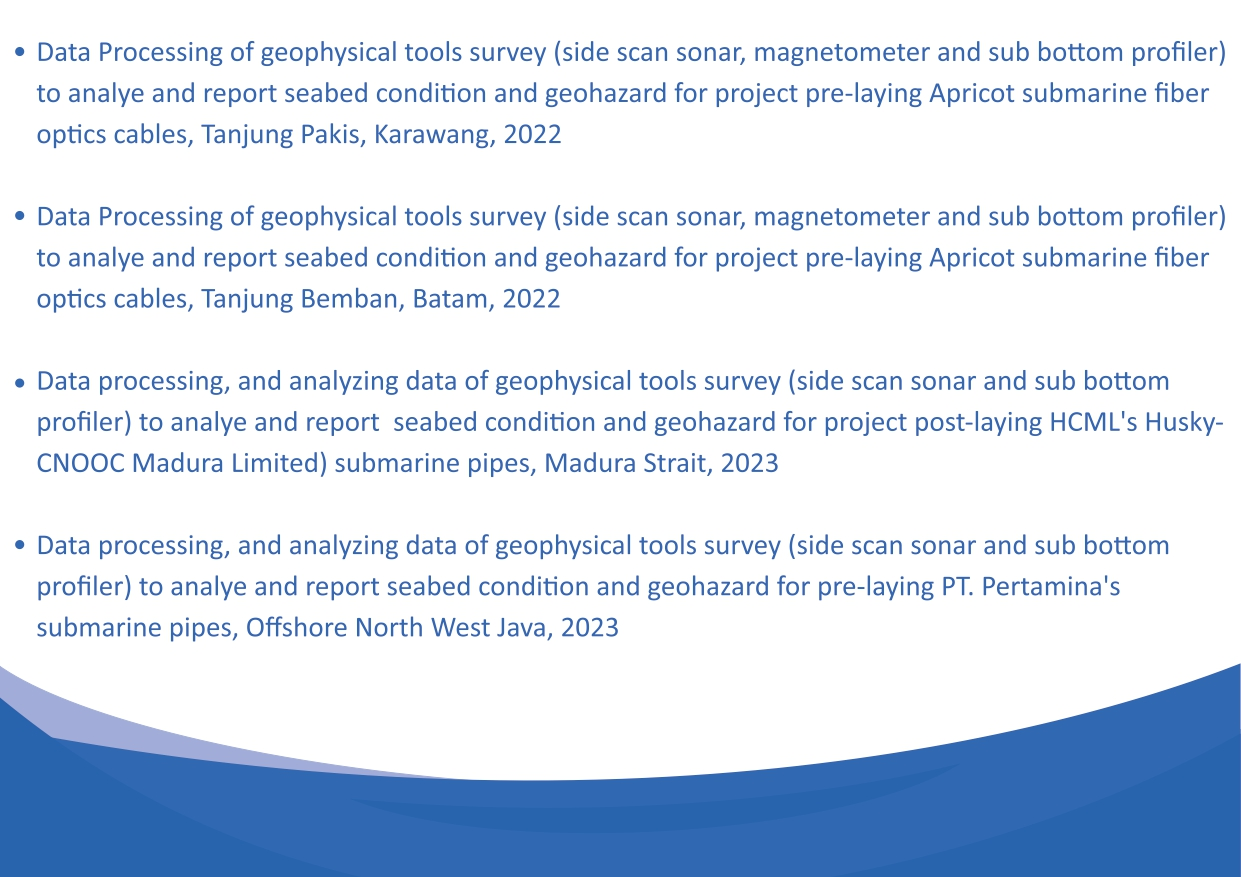 • Data Processing of geophysical tools survey (side scan sonar, magnetometer and sub bottom profiler)
to analye and report seabed condition and geohazard for project pre-laying Apricot submarine fiber
optics cables, Tanjung Pakis, Karawang, 2022
• Data Processing of geophysical tools survey (side scan sonar, magnetometer and sub bottom profiler)
to analye and report seabed condition and geohazard for project pre-laying Apricot submarine fiber
optics cables, Tanjung Bemban, Batam, 2022
• Data processing, and analyzing data of geophysical tools survey (side scan sonar and sub bottom
profiler) to analye and report  seabed condition and geohazard for project post-laying HCML's Husky-
CNOOC Madura Limited) submarine pipes, Madura Strait, 2023
• Data processing, and analyzing data of geophysical tools survey (side scan sonar and sub bottom
profiler) to analye and report seabed condition and geohazard for pre-laying PT. Pertamina's
submarine pipes, Offshore North West Java, 2023